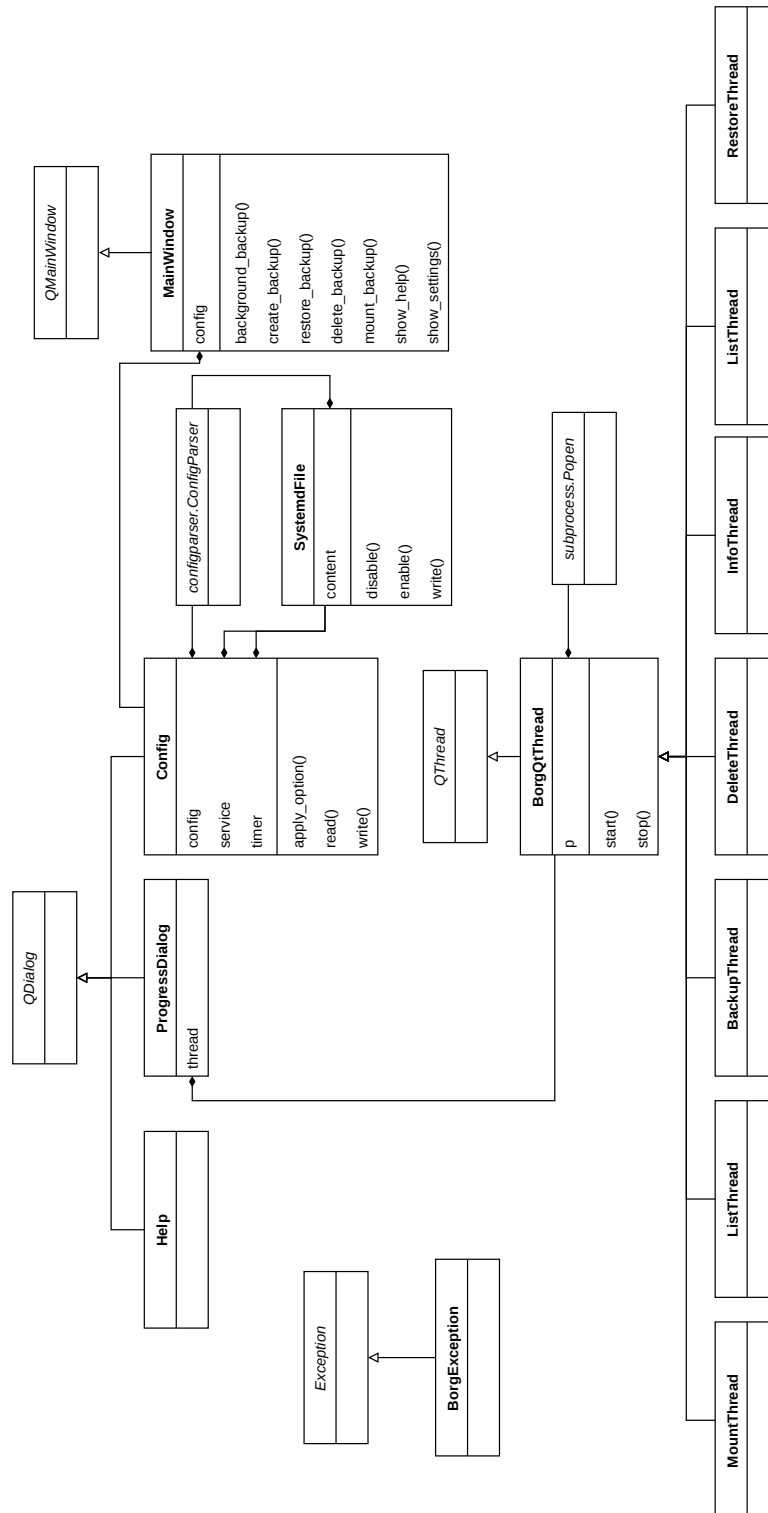 QDialog
QMainWindow
Help
ProgressDialog
thread
Config
config
service
timer
apply_option()
read()
write()
configparser.ConfigParser
MainWindow
config
background_backup()
create_backup()
restore_backup()
delete_backup()
mount_backup()
show_help()
show_settings()
SystemdFile
content
disable()
enable()
write()
Exception
BorgException
QThread
BorgQtThread
p
start()
stop()
subprocess.Popen
MountThread
ListThread
BackupThread
DeleteThread
InfoThread
ListThread
RestoreThread